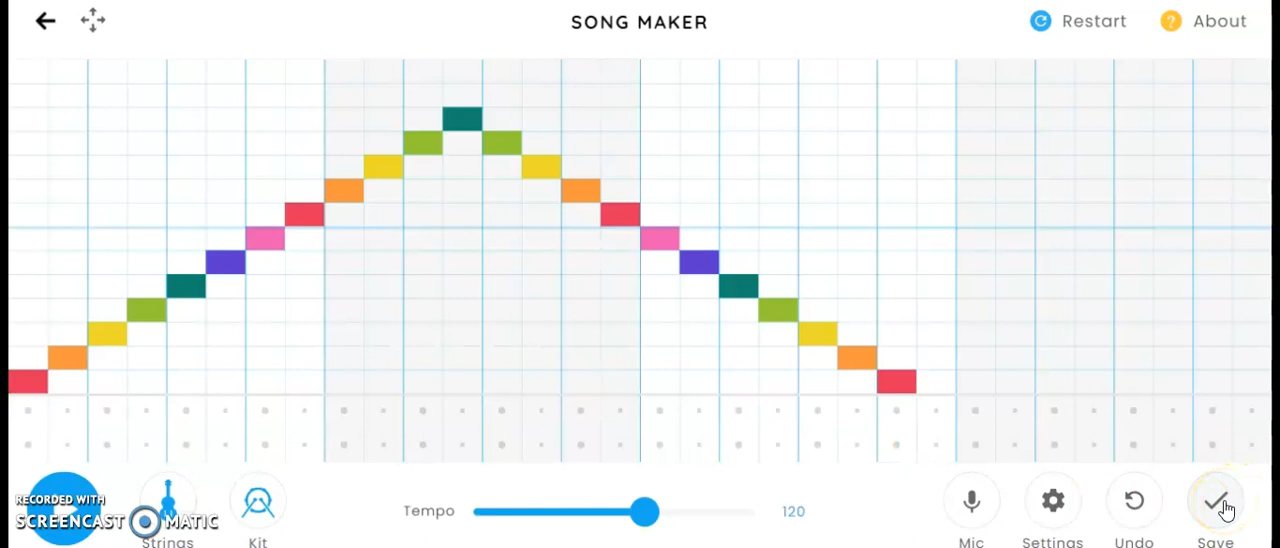 SONG MAKER
Restart
About
RECORDED WITH
SCREENCAST MATIC
Strings
Kit
Tempo
120
Mic
Settings
Undo
Save